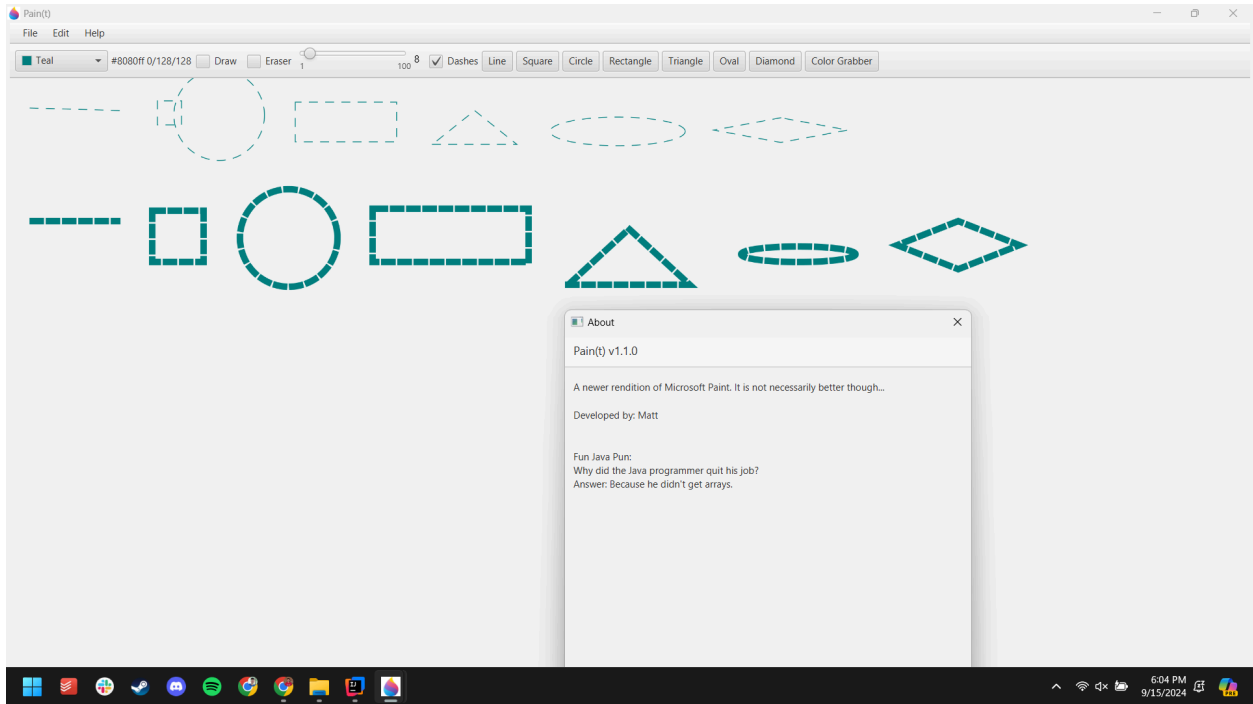 Pain(t)
File Edit Help
Teal #8080ff 0/128/128 Draw Eraser 1 100 8 Dashes Line Square Circle Rectangle Triangle Oval Diamond Color Grabber
About
Pain(t) v1.1.0
A newer rendition of Microsoft Paint. It is not necessarily better though...
Developed by: Matt
Fun Java Pun:
Why did the Java programmer quit his job?
Answer: Because he didn't get arrays.
6:04 PM
9/15/2024
PRE